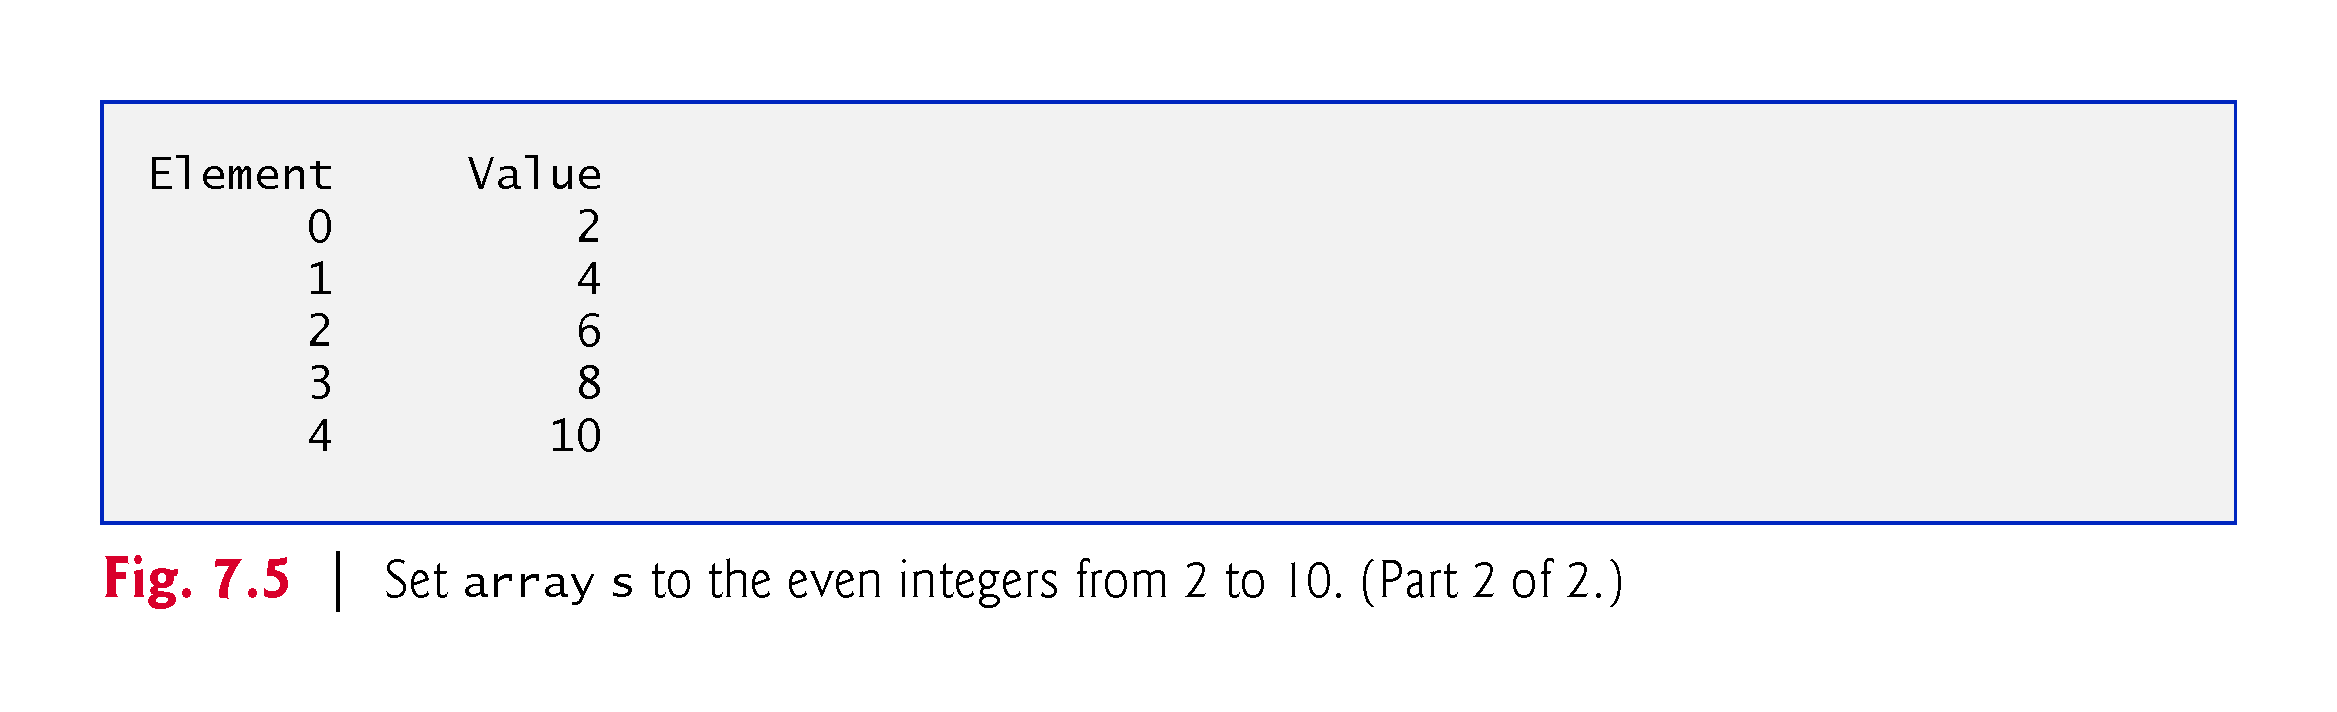 Element Value
0 2
1 4
2 6
3 8
4 10
Fig. 7.5 | Set array s to the even integers from 2 to 10. (Part 2 of 2.)